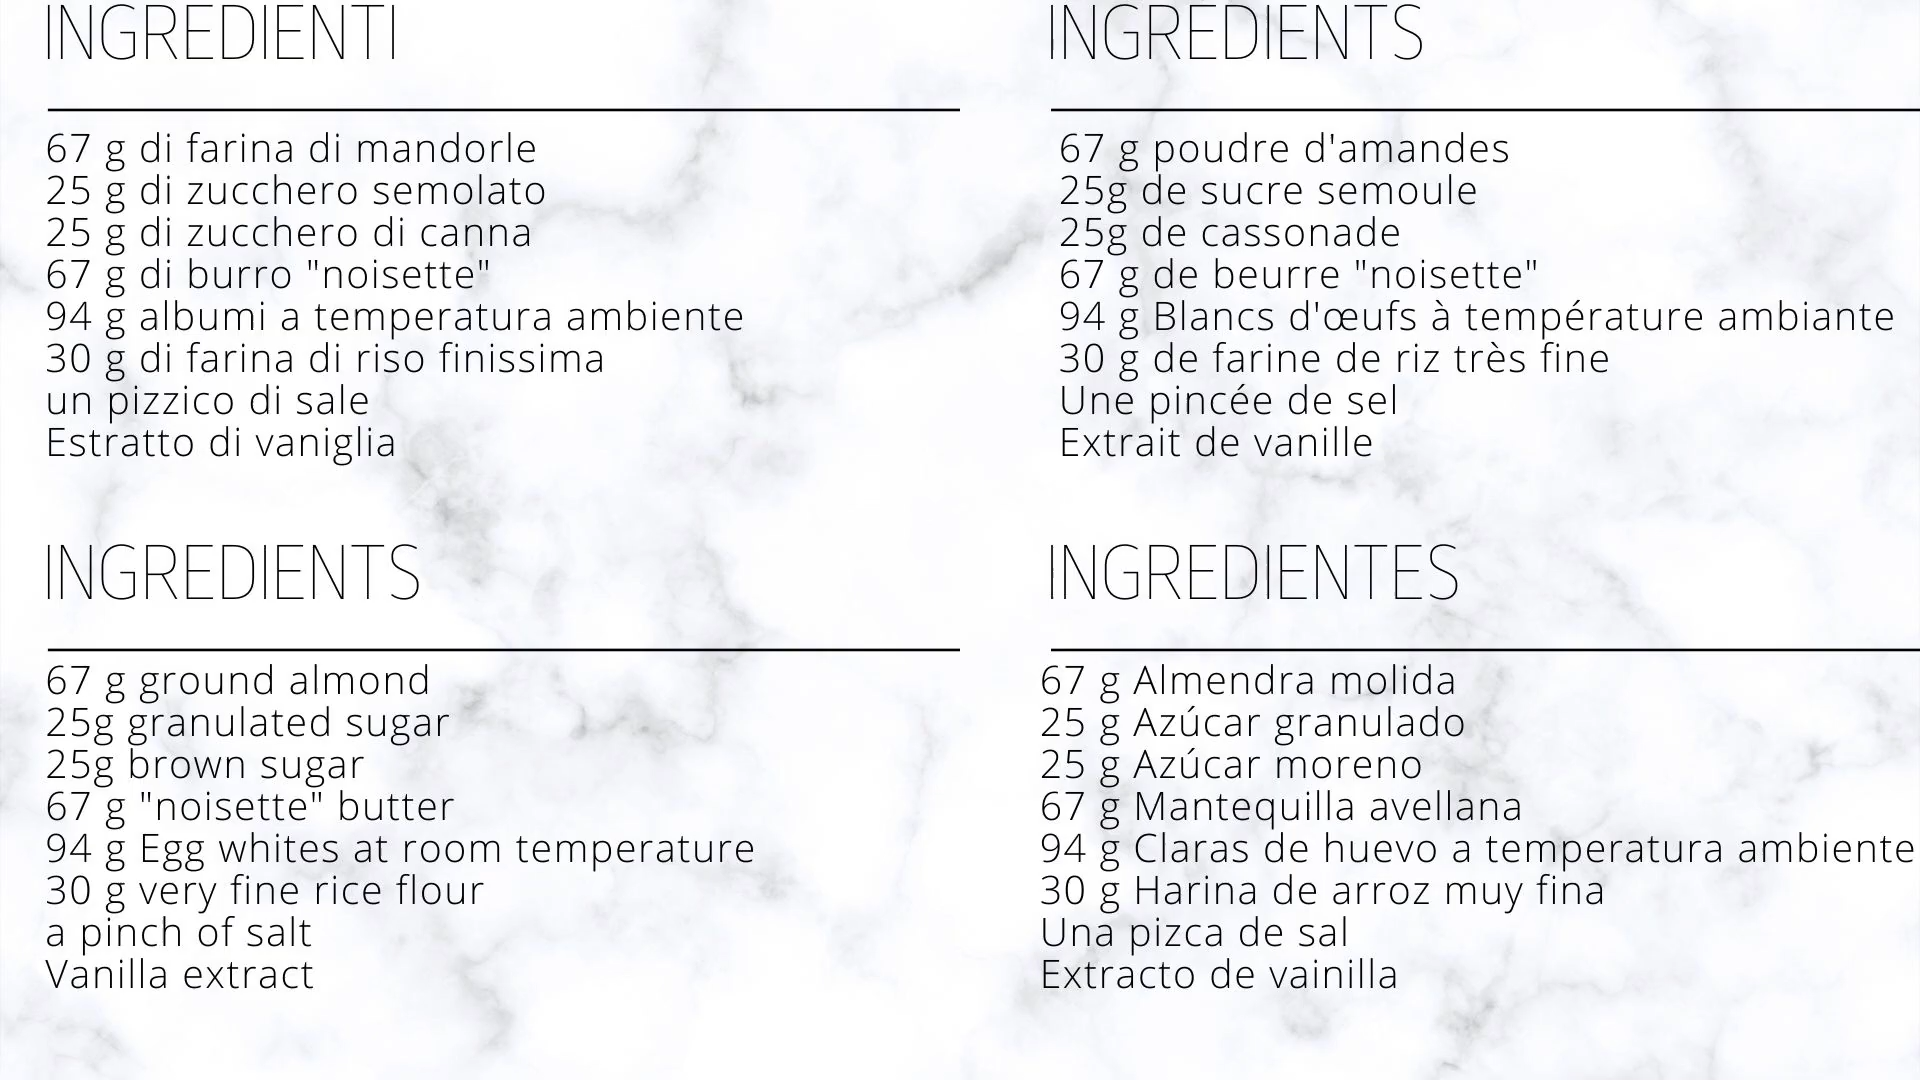 INGREDIENTI
67 g di farina di mandorle
25 g di zucchero semolato
25 g di zucchero di canna
67 g di burro "noisette"
94 g albumi a temperatura ambiente
30 g di farina di riso finissima
un pizzico di sale
Estratto di vaniglia
INGREDIENTS
67 g poudre d'amandes
25g de sucre semoule
25g de cassonade
67 g de beurre "noisette"
94 g Blancs d'œufs à température ambiante
30 g de farine de riz très fine
Une pincée de sel
Extrait de vanille
INGREDIENTS
67 g ground almond
25g granulated sugar
25g brown sugar
67 g "noisette" butter
94 g Egg whites at room temperature
30 g very fine rice flour
a pinch of salt
Vanilla extract
INGREDIENTES
67 g Almendra molida
25 g Azúcar granulado
25 g Azúcar moreno
67 g Mantequilla avellana
94 g Claras de huevo a temperatura ambiente
30 g Harina de arroz muy fina
Una pizca de sal
Extracto de vainilla